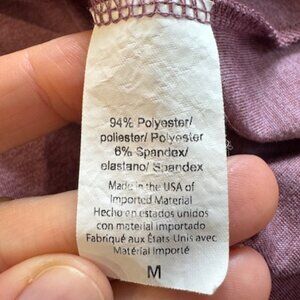 94% Polyester/
poliester/ Polyester
6% Spandex/
elastano/ Spandex
Made in the USA of
Imported Material
Hecho en estados unidos
con material importado
Fabriqué aux États Unis avec
Matérial Importé
M